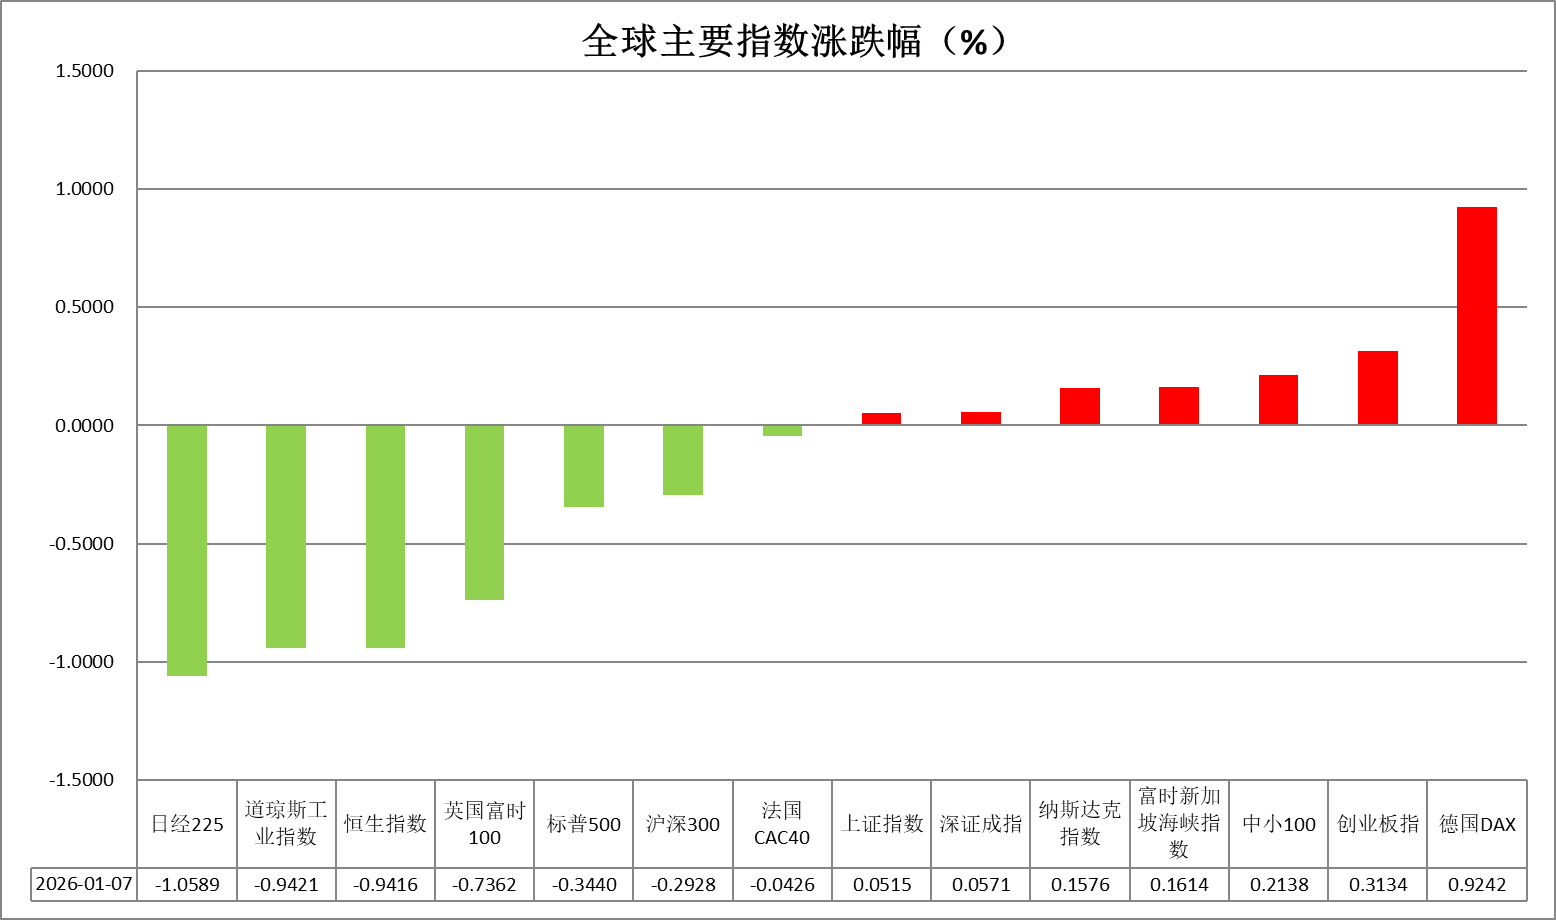 全球主要指数涨跌幅（%）
1.5000
1.0000
0.5000
0.0000
-0.5000
-1.0000
-1.5000
日经225
道琼斯工
业指数
恒生指数
英国富时
100
标普500
沪深300
法国
CAC40
上证指数
深证成指
纳斯达克
指数
富时新加
坡海峡指
数
中小100
创业板指
德国DAX
2026-01-07 -1.0589 -0.9421 -0.9416 -0.7362 -0.3440 -0.2928 -0.0426 0.0515 0.0571 0.1576 0.1614 0.2138 0.3134 0.9242